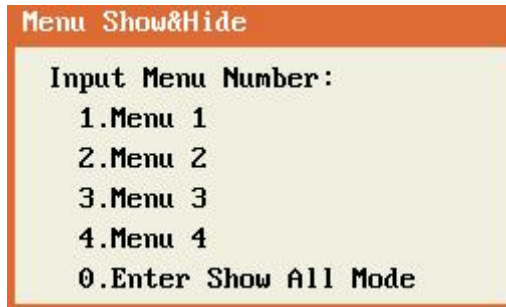 Menu Show&Hide
Input Menu Number:
1.Menu 1
2.Menu 2
3.Menu 3
4.Menu 4
0.Enter Show All Mode